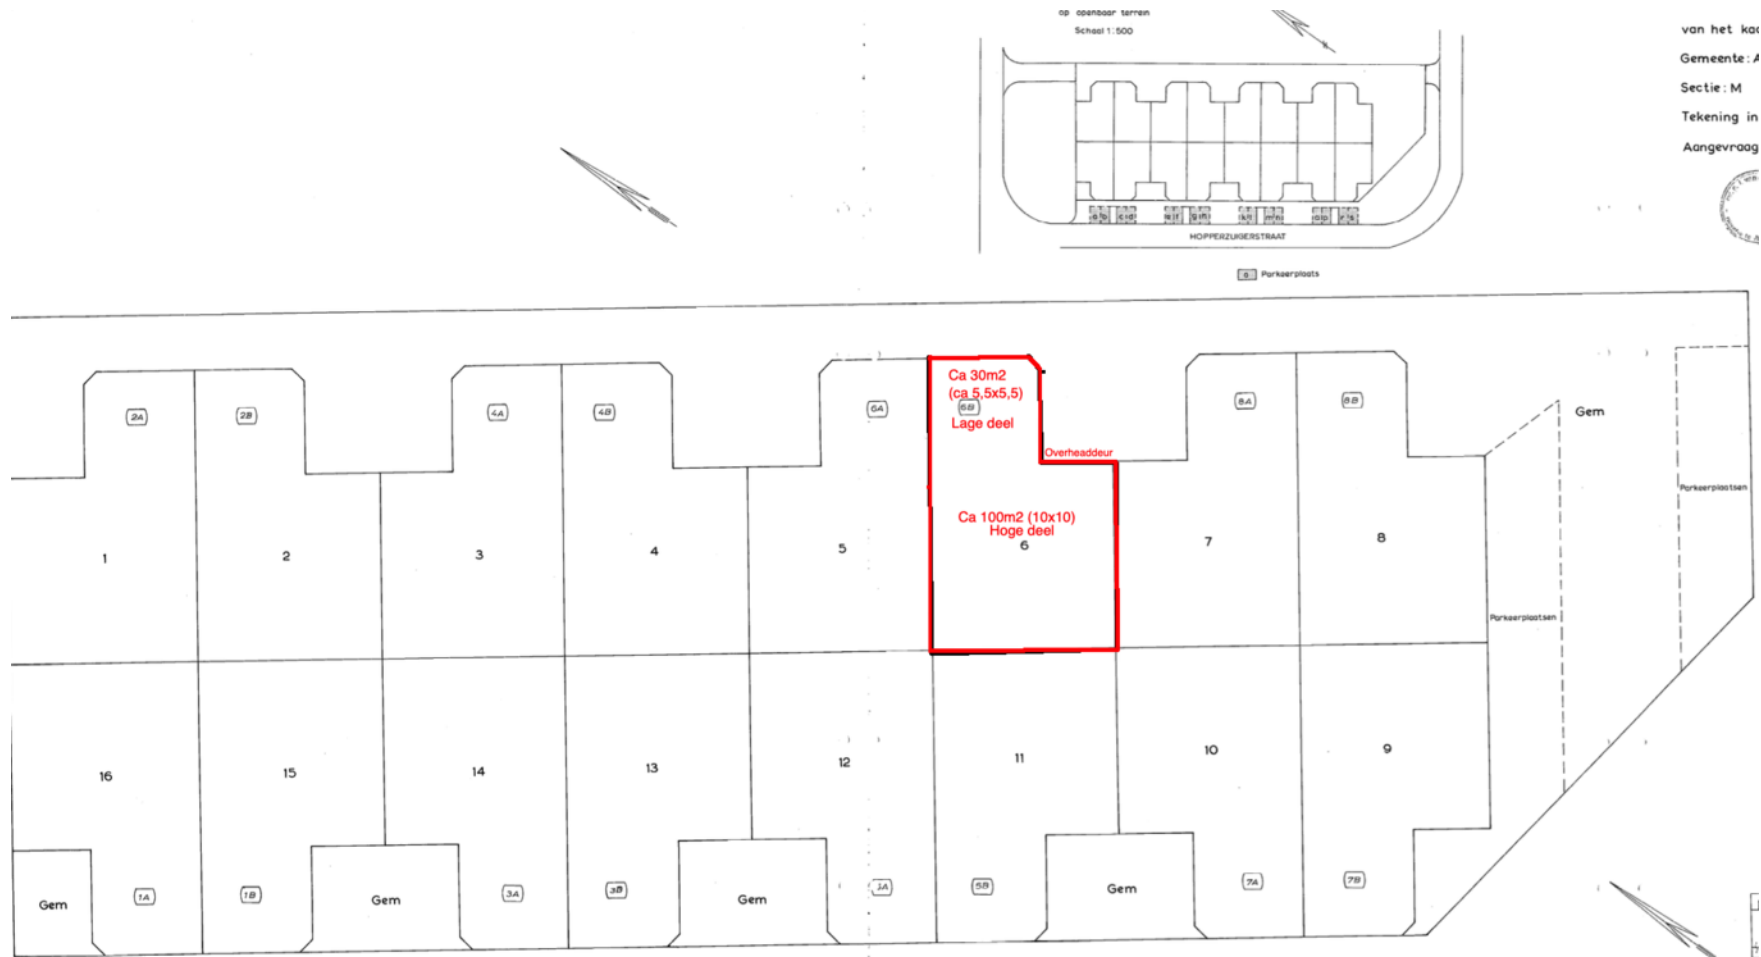 op openbaar terrein
Schaal 1:500
van het
Gemeente: A
Sectie: M
Tekening in
HOPPERZUIGERSTRAAT
a Parkeerplaats
2A
2B
4A
4B
6A
6B
8A
8B
Ca 30m2
(ca 5,5x5,5)
Lage deel
Overheaddeur
Gem
Parkeerplaatsen
Ca 100m2 (10x10)
Hoge deel
1
2
3
4
5
6
7
8
Parkeerplaatsen
16
15
14
13
12
11
10
9
Gem
1A
1B
Gem
3A
3B
Gem
5B
Gem
7A
7B